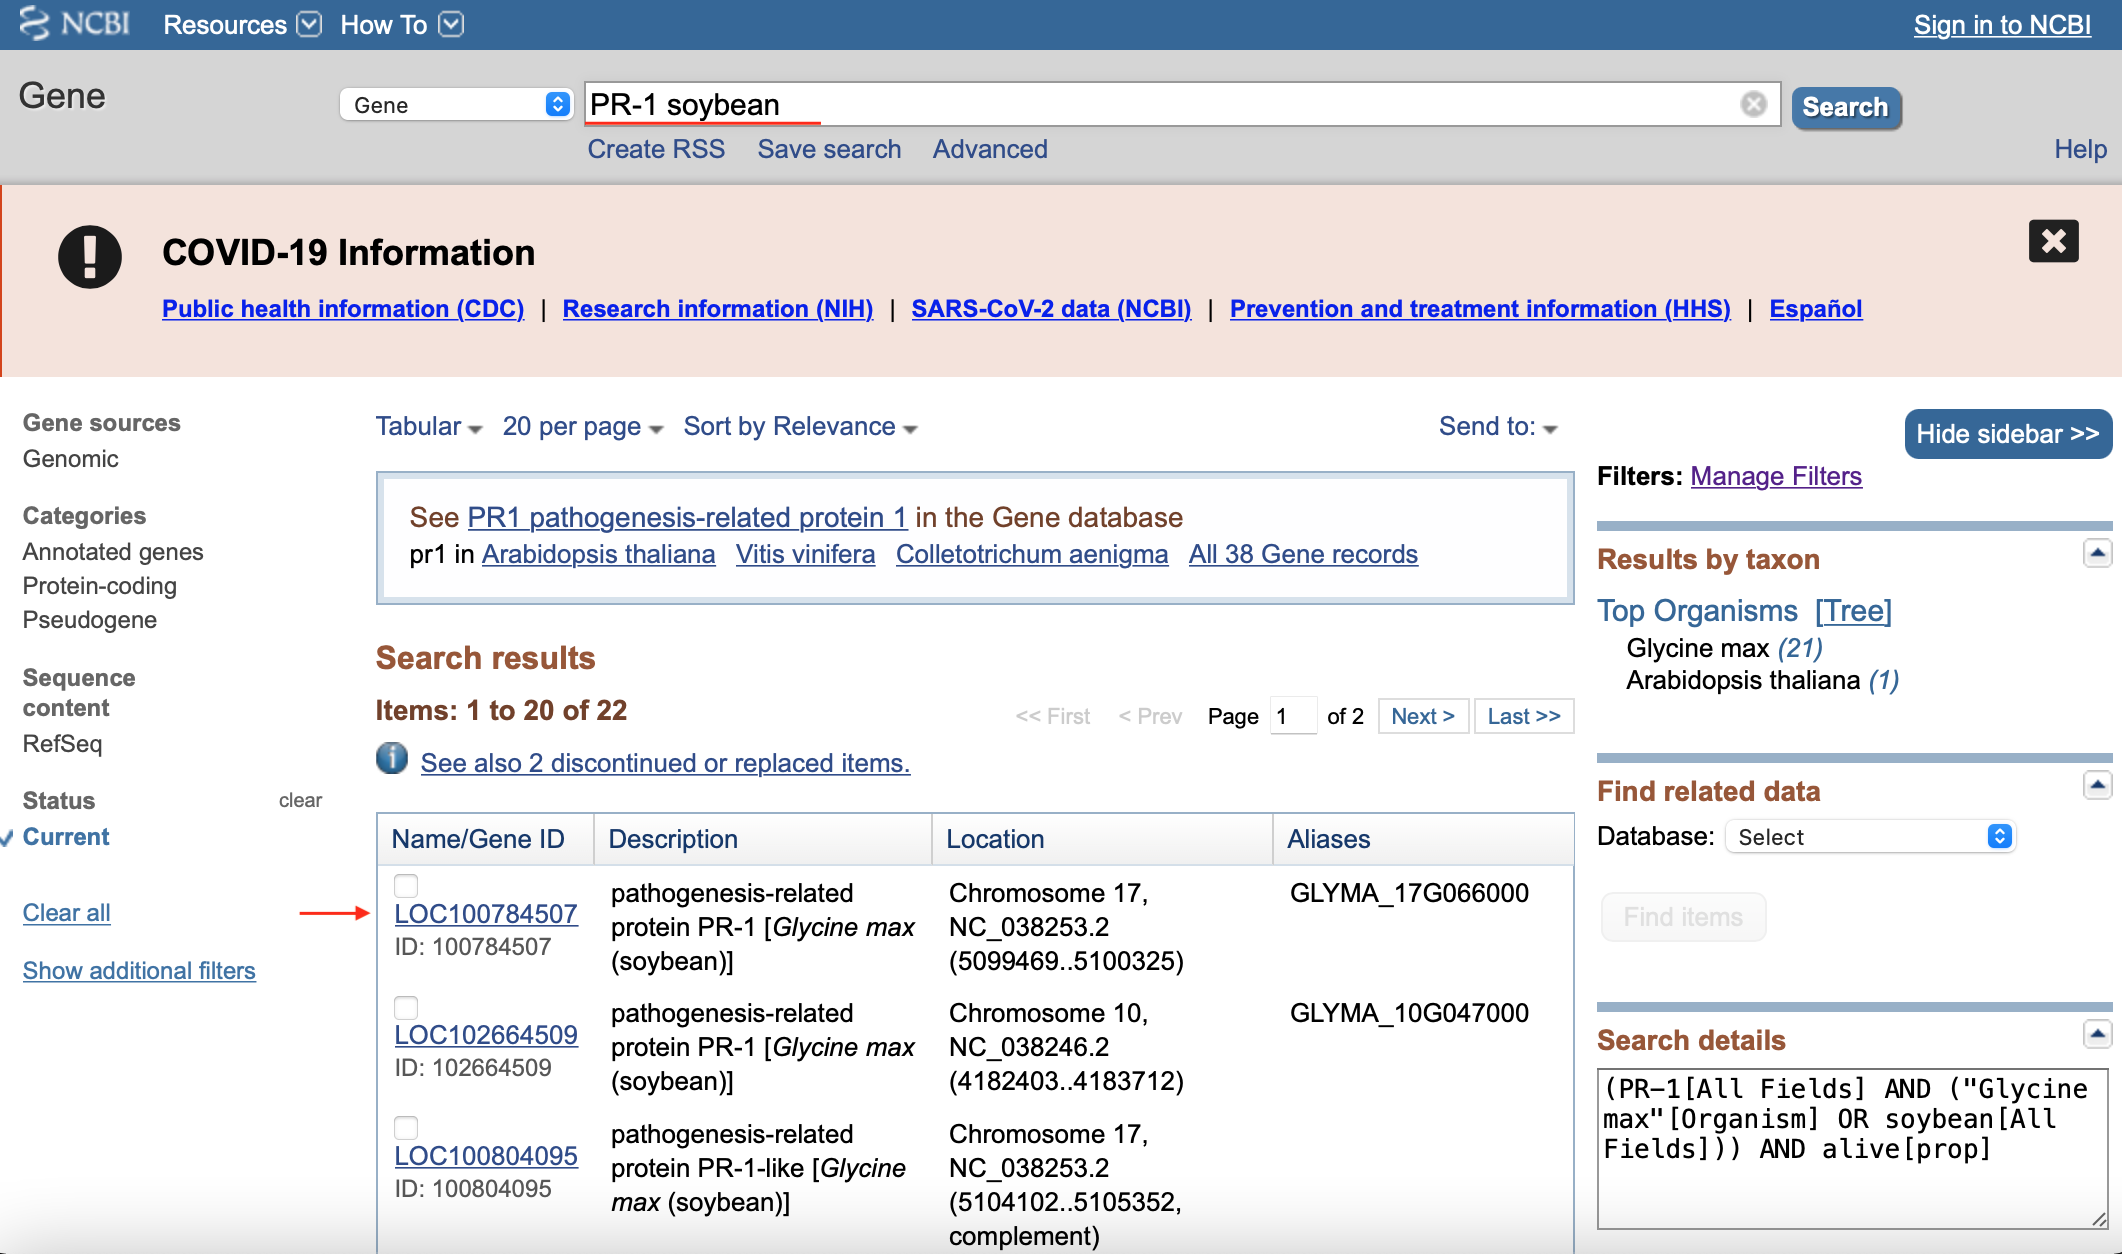 NCBI Resources How To Sign in to NCBI
Gene Gene PR-1 soybean Search
Create RSS Save search Advanced Help
COVID-19 Information
Public health information (CDC) | Research information (NIH) | SARS-CoV-2 data (NCBI) | Prevention and treatment information (HHS) | Español
Gene sources
Genomic
Categories
Annotated genes
Protein-coding
Pseudogene
Sequence
content
RefSeq
Status clear
Current
Clear all
Show additional filters
Tabular 20 per page Sort by Relevance Send to:
See PR1 pathogenesis-related protein 1 in the Gene database
pr1 in Arabidopsis thaliana Vitis vinifera Colletotrichum aenigma All 38 Gene records
Search results
Items: 1 to 20 of 22
<< First < Prev Page 1 of 2 Next > Last >>
See also 2 discontinued or replaced items.
Name/Gene ID Description Location Aliases
LOC100784507
ID: 100784507
pathogenesis-related
protein PR-1 [Glycine max
(soybean)]
Chromosome 17,
NC_038253.2
(5099469..5100325)
GLYMA_17G066000
LOC102664509
ID: 102664509
pathogenesis-related
protein PR-1 [Glycine max
(soybean)]
Chromosome 10,
NC_038246.2
(4182403..4183712)
GLYMA_10G047000
LOC100804095
ID: 100804095
pathogenesis-related
protein PR-1-like [Glycine
max (soybean)]
Chromosome 17,
NC_038253.2
(5104102..5105352,
complement)
Hide sidebar >>
Filters: Manage Filters
Results by taxon
Top Organisms [Tree]
Glycine max (21)
Arabidopsis thaliana (1)
Find related data
Database: Select
Find items
Search details
(PR-1[All Fields] AND ("Glycine
max"[Organism] OR soybean[All
Fields])) AND alive[prop]